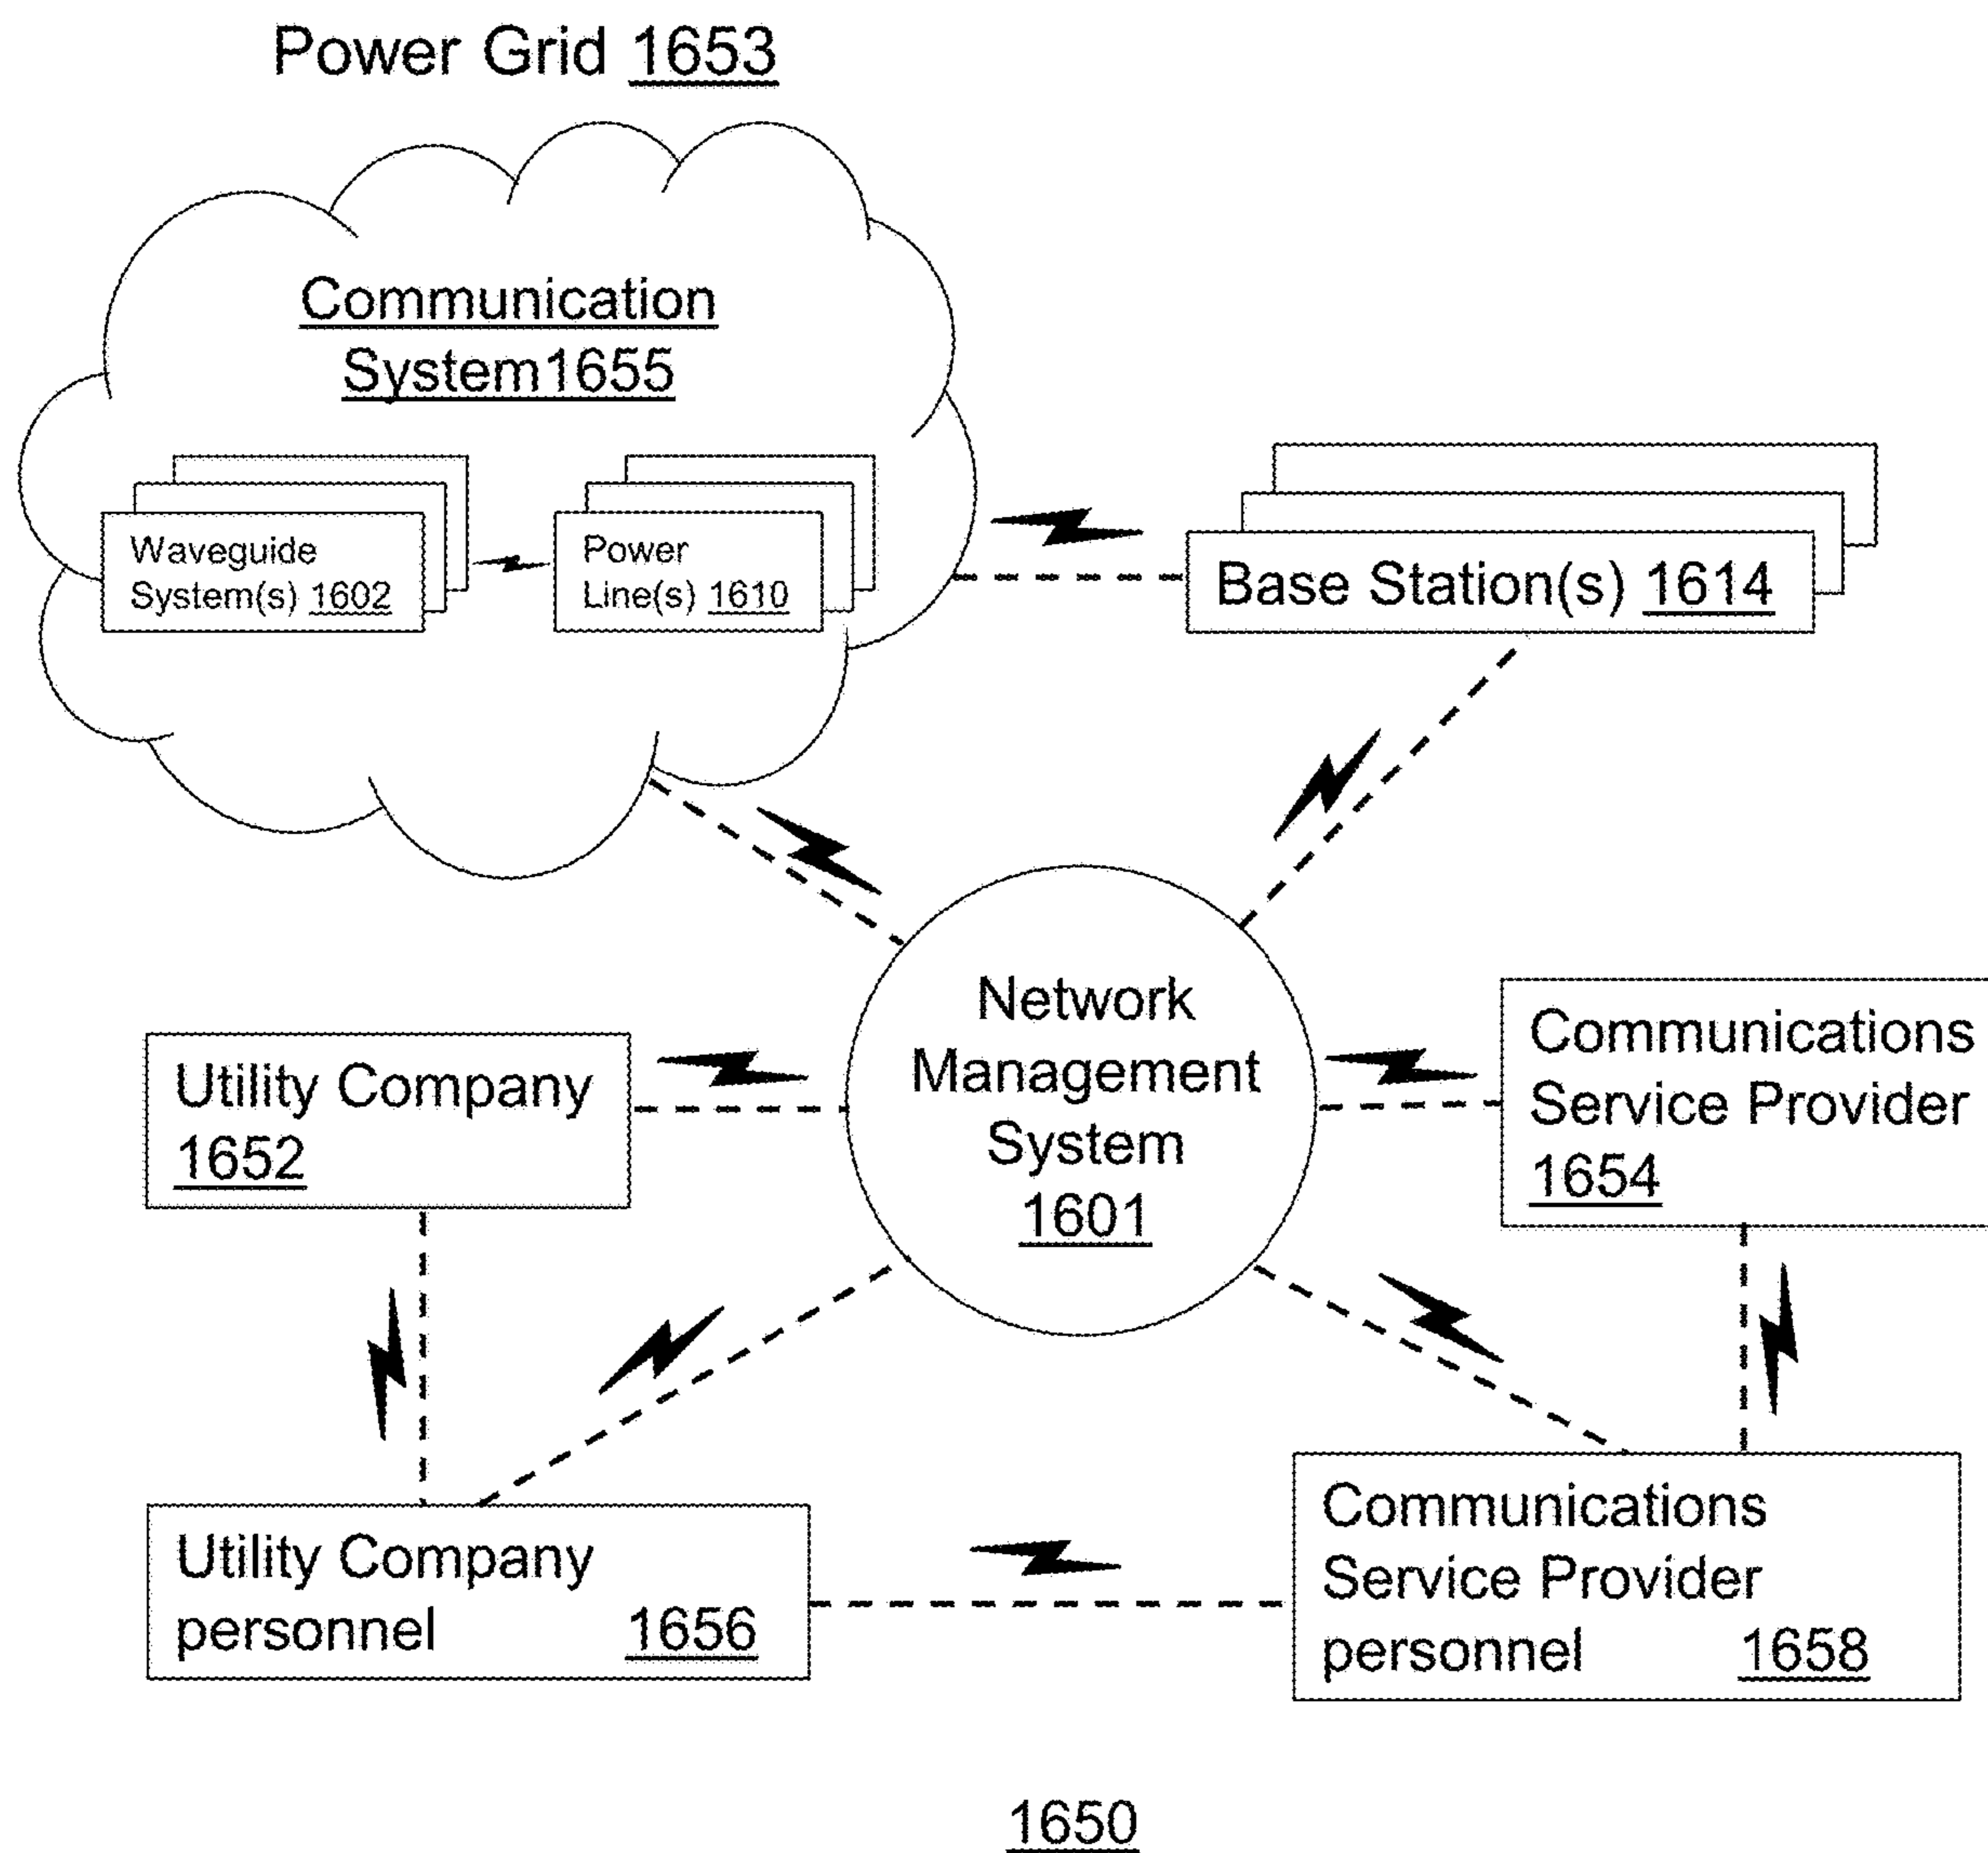 Power Grid 1653
Communication
System1655
Waveguide
System(s) 1602
Power
Line(s) 1610
Base Station(s) 1614
Network
Management
System
1601
Utility Company
1652
Communications
Service Provider
1654
Utility Company
personnel 1656
Communications
Service Provider
personnel 1658
1650